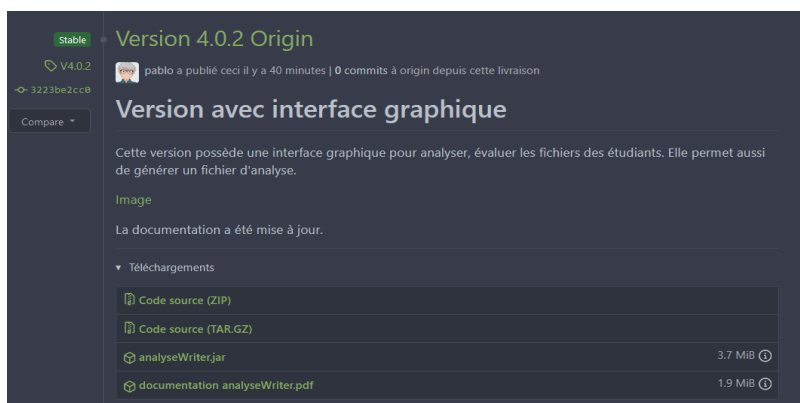 Stable
Version 4.0.2 Origin
V4.0.2
pablo a publié ceci il y a 40 minutes | 0 commits à origin depuis cette livraison
3223be2cc0
Compare
Version avec interface graphique
Cette version possède une interface graphique pour analyser, évaluer les fichiers des étudiants. Elle permet aussi
de générer un fichier d'analyse.
Image
La documentation a été mise à jour.
Téléchargements
Code source (ZIP)
Code source (TAR.GZ)
analyseWriter.jar 3.7 MiB
documentation analyseWriter.pdf 1.9 MiB